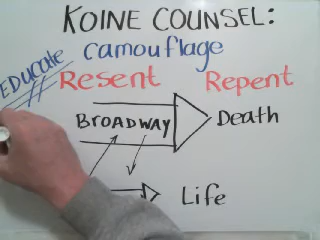 KOINE COUNSEL:
camouflage
EDUCATE
Resent Repent
BROADWAY Death
Life